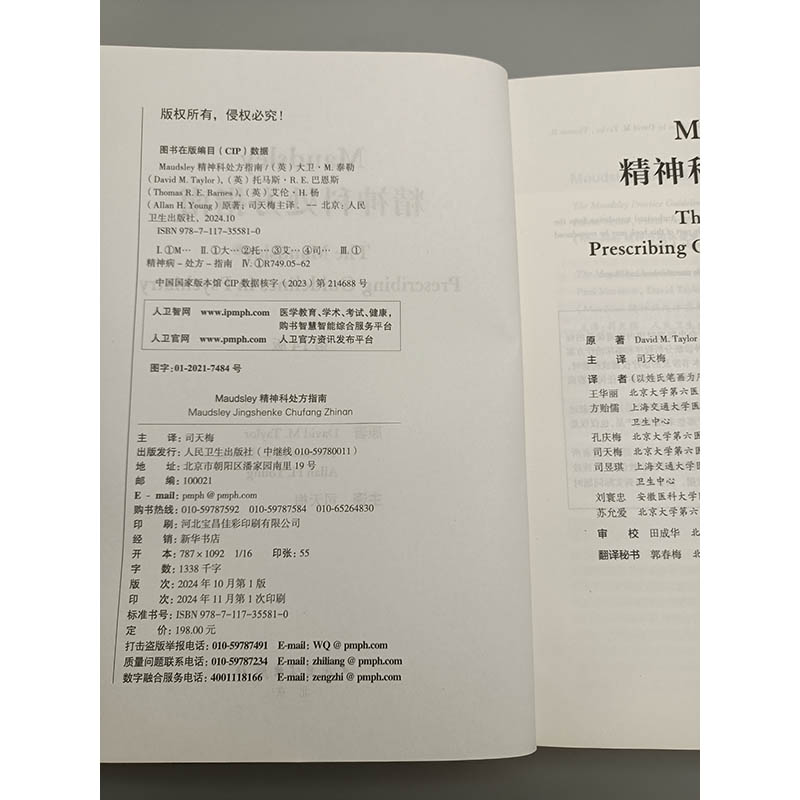 版权所有，侵权必究！
图书在版编目（CIP）数据
Maudsley 精神科处方指南 /（英）大卫·M. 泰勒
（David M. Taylor），（英）托马斯·R. E. 巴恩斯
（Thomas R. E. Barnes），（英）艾伦·H. 杨
（Allan H. Young）原著；司天梅主译. -- 北京：人民
卫生出版社，2024.10
ISBN 978-7-117-35581-0
Ⅰ.①M… Ⅱ.①大…②托…③艾…④司… Ⅲ.①
精神病 - 处方 - 指南 Ⅳ.①R749.05-62
中国国家版本馆 CIP 数据核字（2023）第 214688 号
人卫智网 www.ipmph.com 医学教育、学术、考试、健康，
购书智慧智能综合服务平台
人卫官网 www.pmph.com 人卫官方资讯发布平台
图字：01-2021-7484 号
Maudsley 精神科处方指南
Maudsley Jingshenke Chufang Zhinan
主 译：司天梅
出版发行：人民卫生出版社（中继线 010-59780011）
地 址：北京市朝阳区潘家园南里 19 号
邮 编：100021
E - mail：pmph @ pmph.com
购书热线：010-59787592 010-59787584 010-65264830
印 刷：河北宝昌佳彩印刷有限公司
经 销：新华书店
开 本：787 × 1092 1/16 印张：55
字 数：1338 千字
版 次：2024 年 10 月第 1 版
印 次：2024 年 11 月第 1 次印刷
标准书号：ISBN 978-7-117-35581-0
定 价：198.00 元
打击盗版举报电话：010-59787491 E-mail：WQ @ pmph.com
质量问题联系电话：010-59787234 E-mail：zhiliang @ pmph.com
数字融合服务电话：4001118166 E-mail：zengzhi @ pmph.com
M
精神科
Th
Prescribing G
原 著 David M. Taylor
主 译 司天梅
译 者（以姓氏笔画为
王华丽 北京大学第六医
方贻儒 上海交通大学医
卫生中心
孔庆梅 北京大学第六医
司天梅 北京大学第六医
司昱琪 上海交通大学医
卫生中心
刘寰忠 安徽医科大学
苏允爱 北京大学第六
审 校 田成华 北
翻译秘书 郭春梅 北